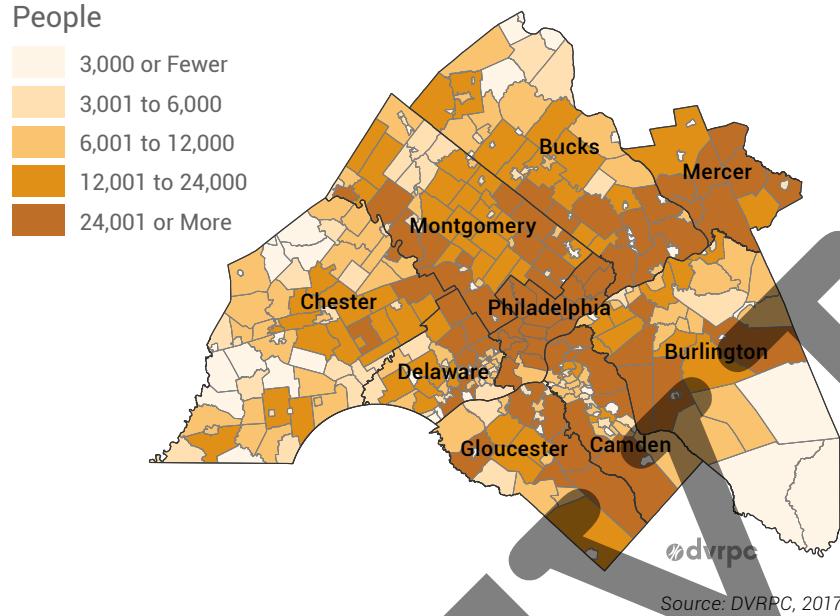 People
3,000 or Fewer
3,001 to 6,000
6,001 to 12,000
12,001 to 24,000
24,001 or More
Bucks
Mercer
Montgomery
Chester
Philadelphia
Burlington
Delaware
Camden
Gloucester
dvrpc
Source: DVRPC, 2017